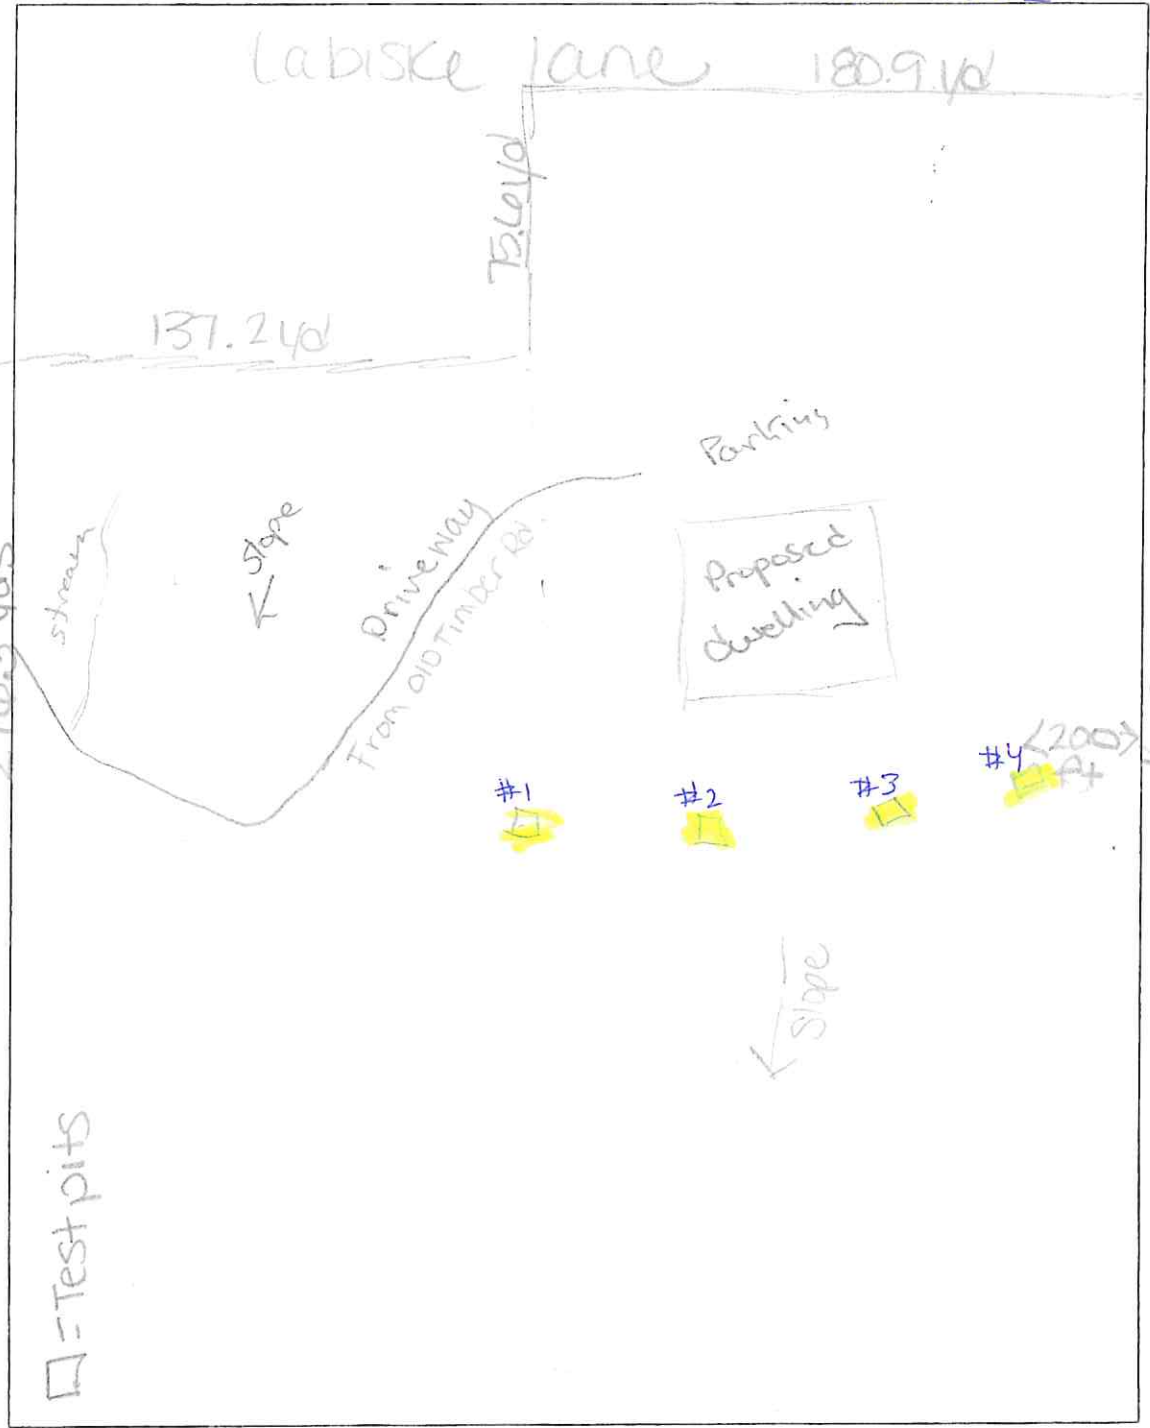 Labiske Lane 180.9 yd
75.6 yd
137.2 yd
Parking
stream
Slope
Driveway
From Old Timber Rd.
Proposed
dwelling
<200>
ft
#1
#2
#3
#4
Slope
=Test pits